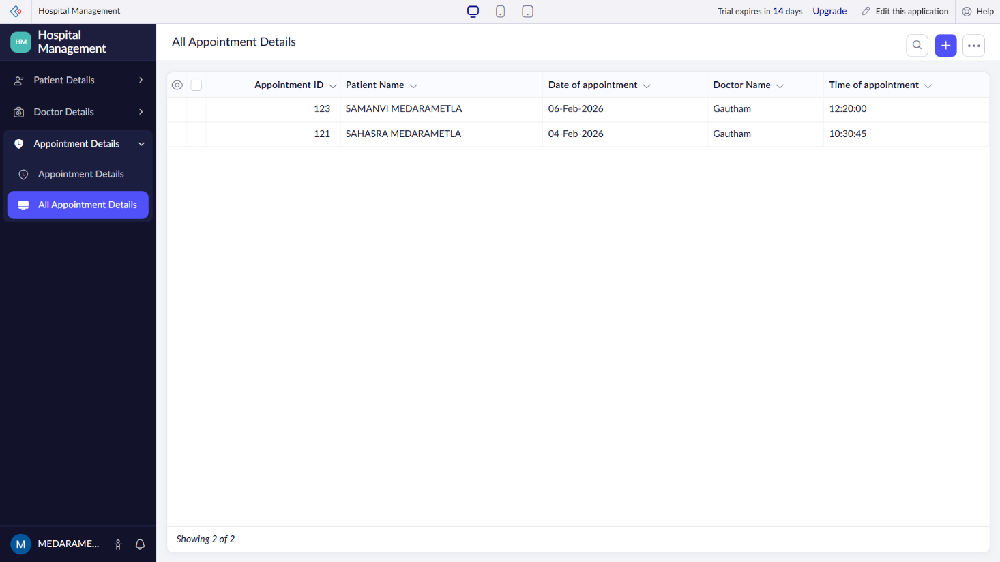 Hospital Management
Trial expires in 14 days Upgrade Edit this application Help
HM Hospital Management
All Appointment Details
Patient Details
Doctor Details
Appointment Details
Appointment Details
All Appointment Details
Appointment ID Patient Name Date of appointment Doctor Name Time of appointment
123 SAMANVI MEDARAMETLA 06-Feb-2026 Gautham 12:20:00
121 SAHASRA MEDARAMETLA 04-Feb-2026 Gautham 10:30:45
Showing 2 of 2
M MEDARAME...